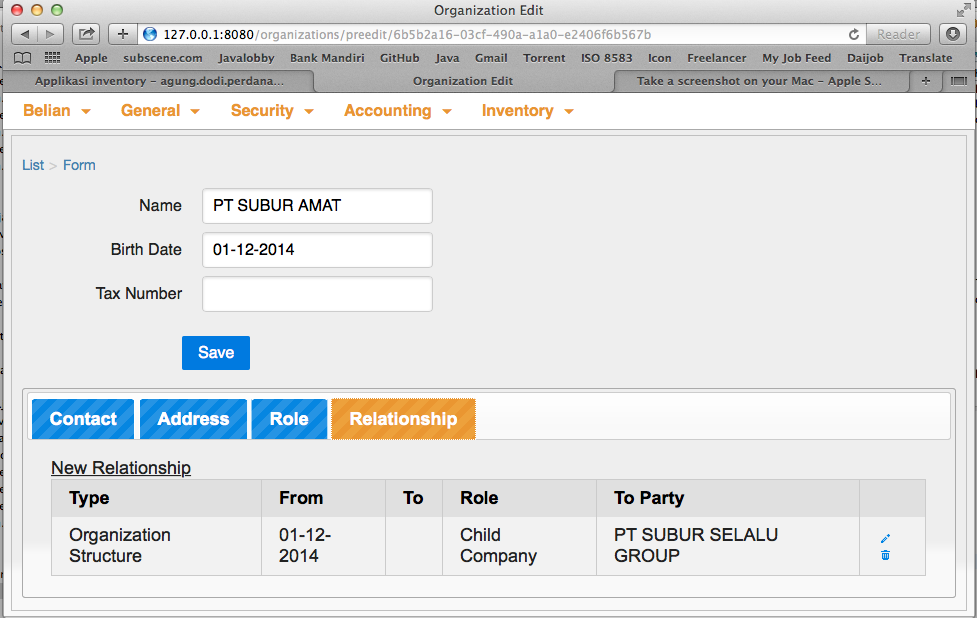 Organization Edit
127.0.0.1:8080/organizations/preedit/6b5b2a16-03cf-490a-a1a0-e2406f6b567b
Reader
Apple subscene.com Javalobby Bank Mandiri GitHub Java Gmail Torrent ISO 8583 Icon Freelancer My Job Feed Daijob Translate
Applikasi inventory – agung.dodi.perdana... Organization Edit Take a screenshot on your Mac – Apple S...
Belian General Security Accounting Inventory
List > Form
Name PT SUBUR AMAT
Birth Date 01-12-2014
Tax Number
Save
Contact Address Role Relationship
New Relationship
Type From To Role To Party
Organization 01-12- Child PT SUBUR SELALU
Structure 2014 Company GROUP